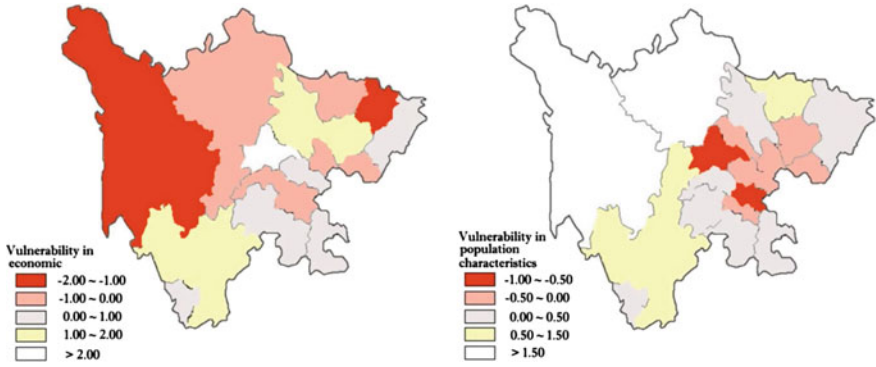 Vulnerability in
economic
-2.00 ~ -1.00
-1.00 ~ 0.00
0.00 ~ 1.00
1.00 ~ 2.00
> 2.00
Vulnerability in
population
characteristics
-1.00 ~ -0.50
-0.50 ~ 0.00
0.00 ~ 0.50
0.50 ~ 1.50
> 1.50